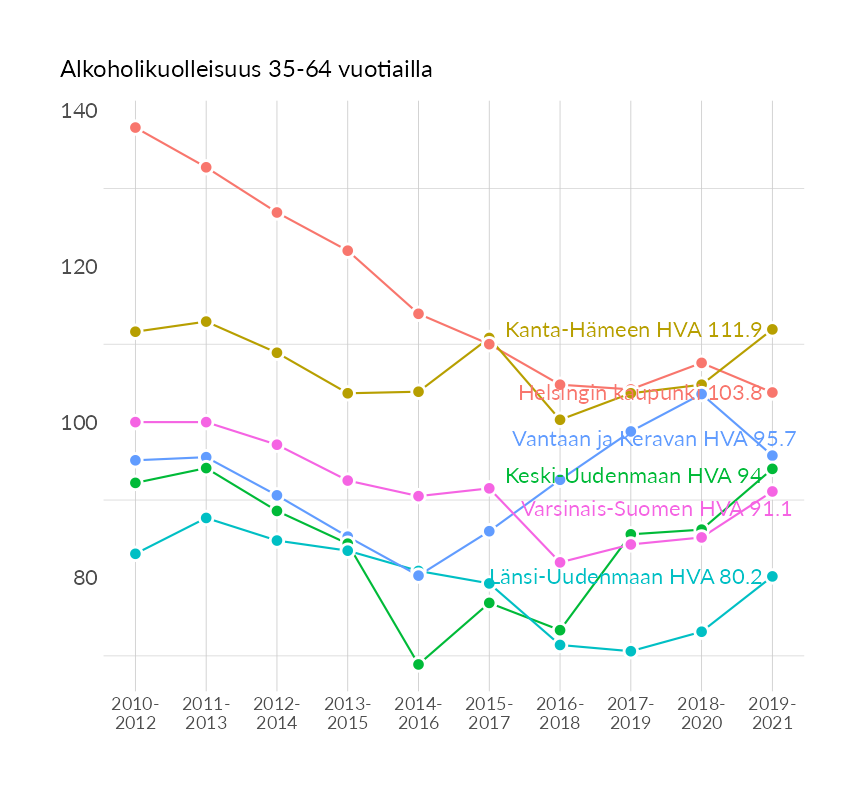 Alkoholikuolleisuus 35-64 vuotiailla
140
120
100
80
Kanta-Hämeen HVA 111.9
Helsingin kaupunki 103.8
Vantaan ja Keravan HVA 95.7
Keski-Uudenmaan HVA 94
Varsinais-Suomen HVA 91.1
Länsi-Uudenmaan HVA 80.2
2010- 2011- 2012- 2013- 2014- 2015- 2016- 2017- 2018- 2019-
2012 2013 2014 2015 2016 2017 2018 2019 2020 2021